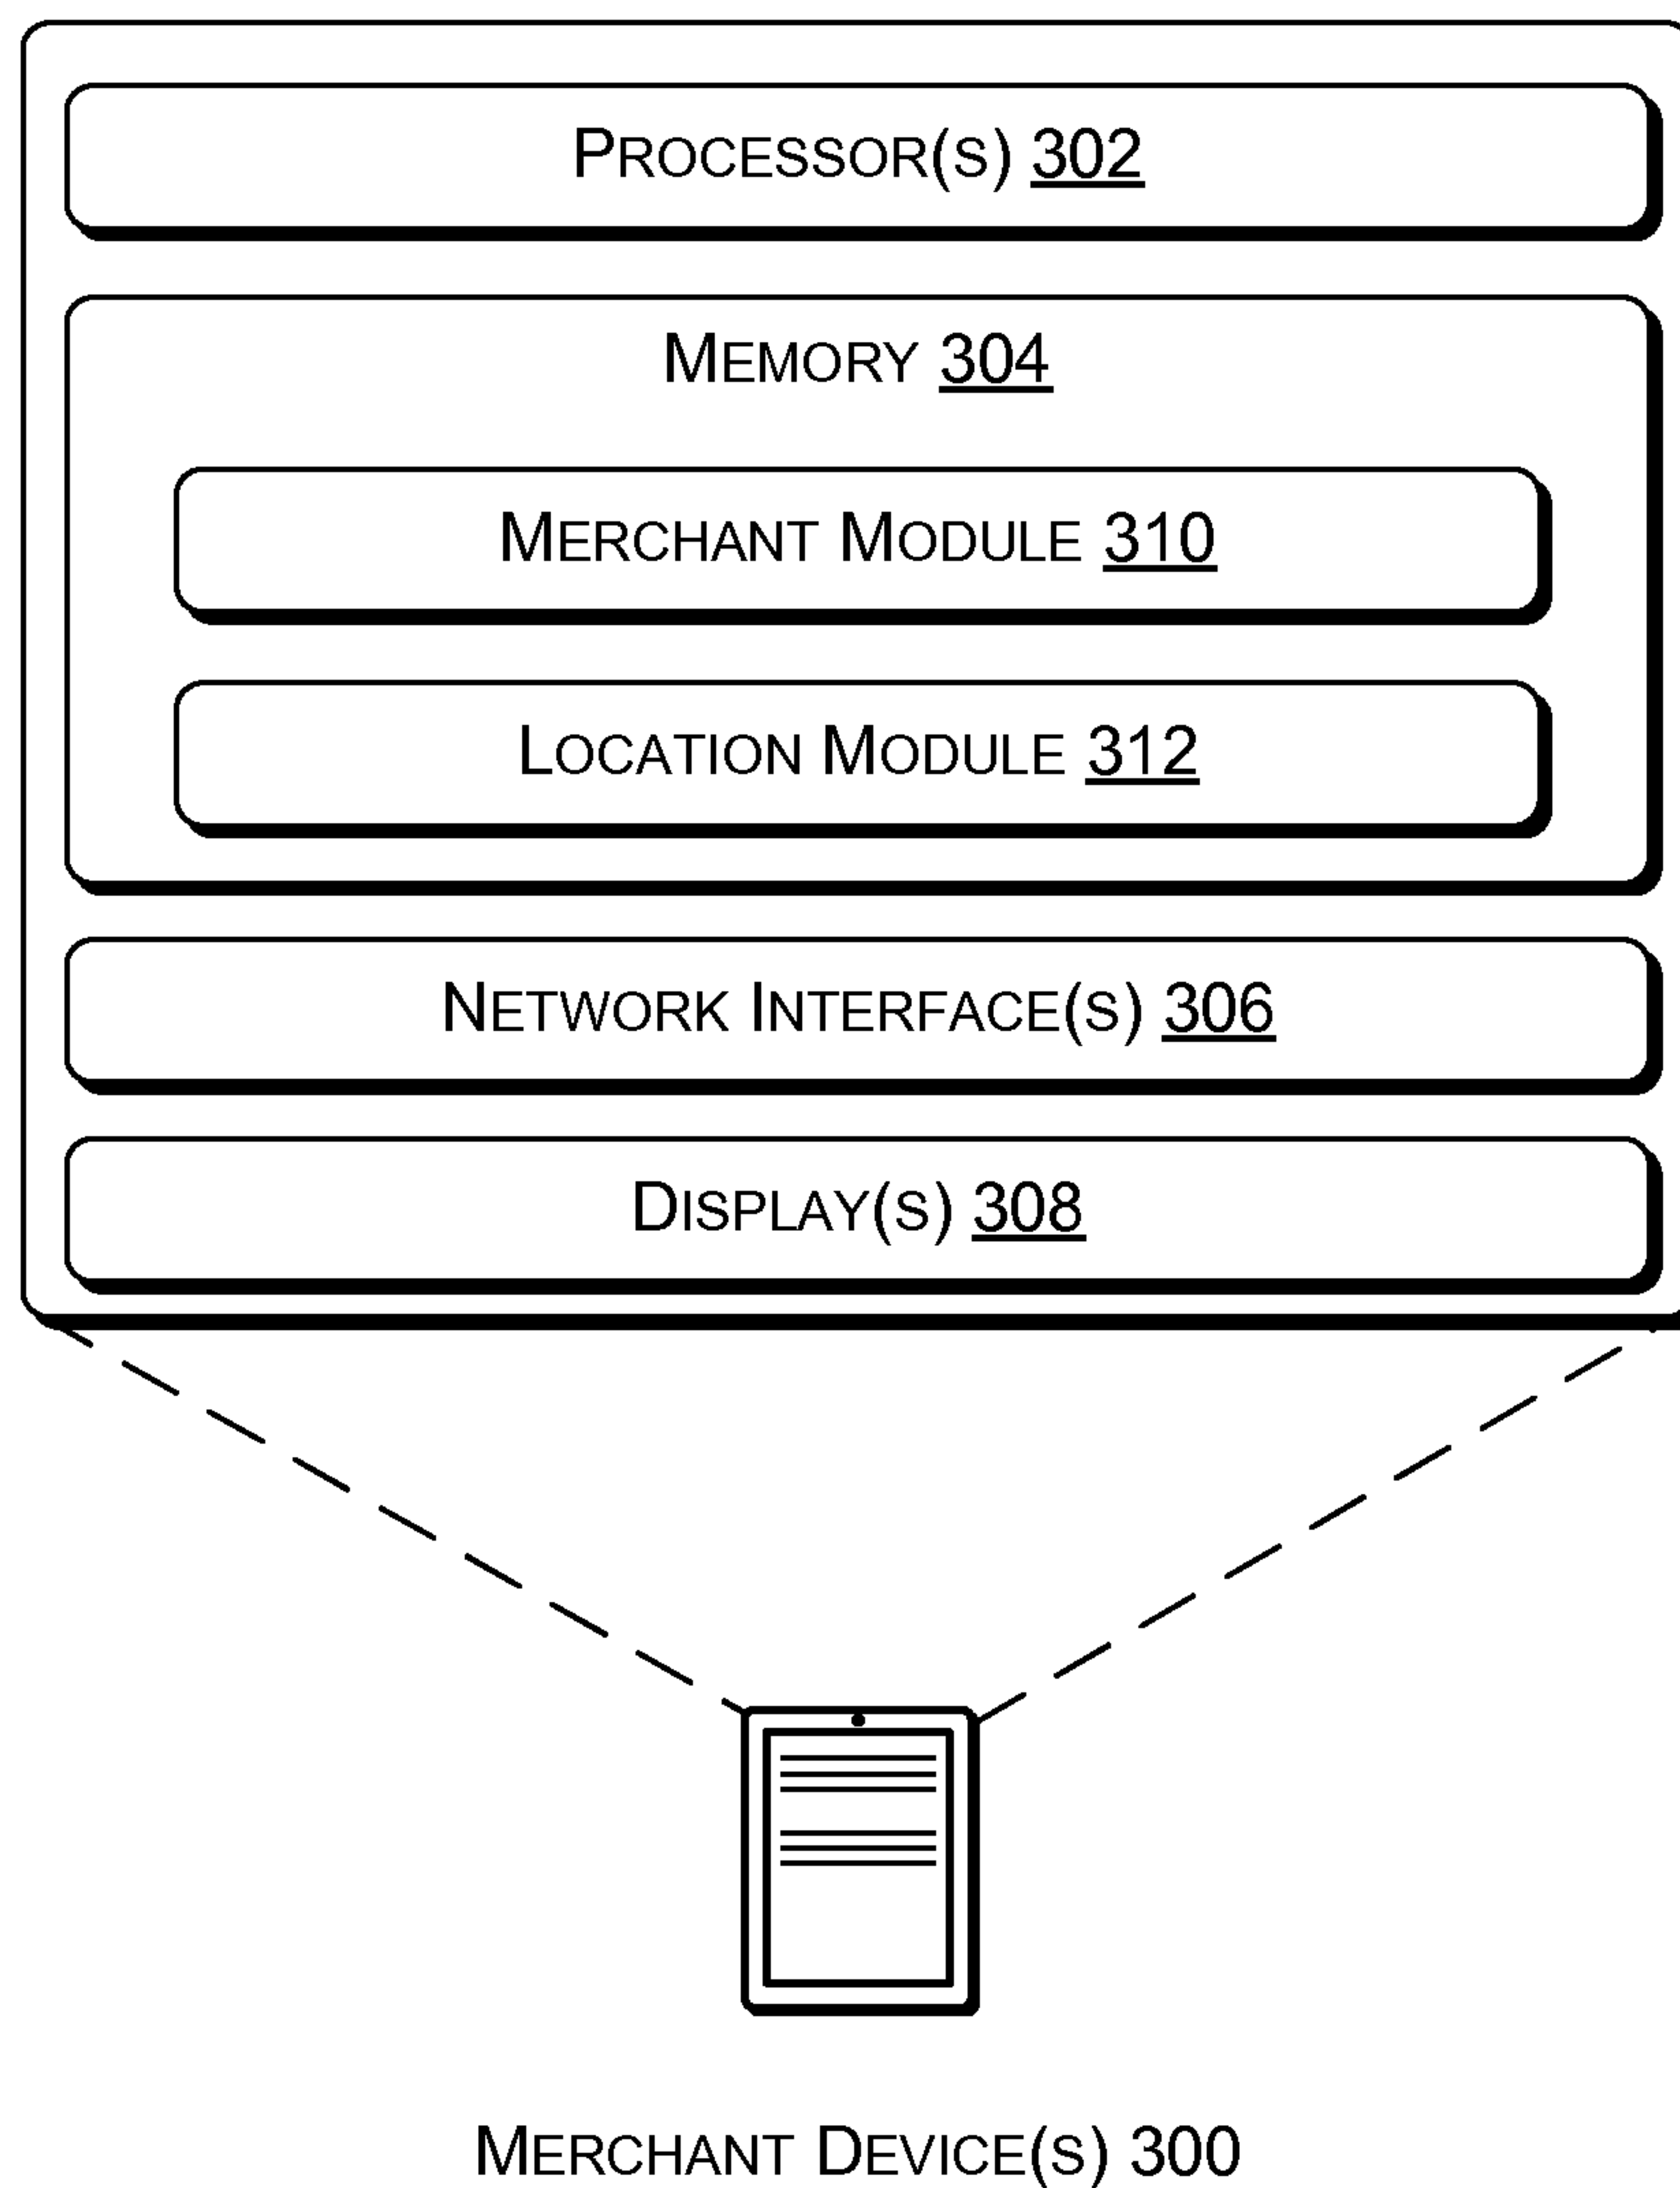 PROCESSOR(S) 302
MEMORY 304
MERCHANT MODULE 310
LOCATION MODULE 312
NETWORK INTERFACE(S) 306
DISPLAY(S) 308
MERCHANT DEVICE(S) 300